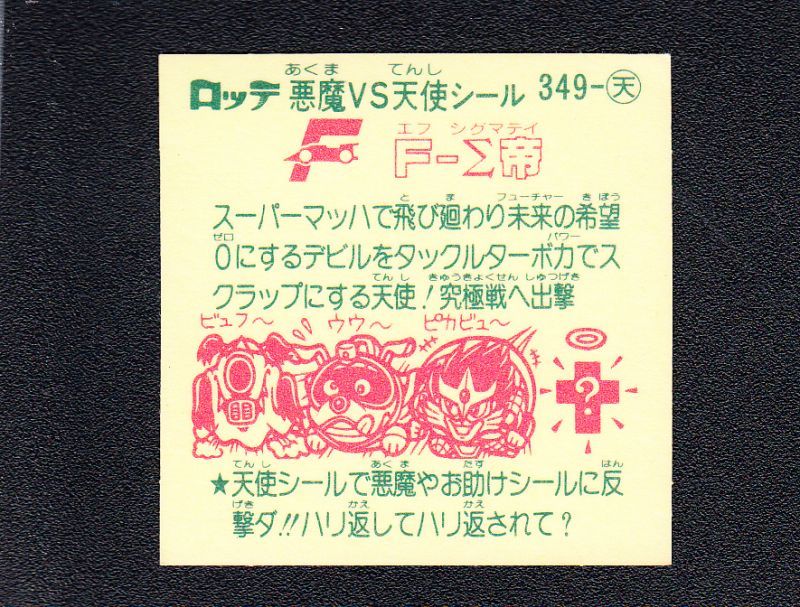 あくま てんし
ロッテ 悪魔VS天使シール 349-天
エフ シグマテイ
F F-Σ帝
と ま フューチャー きぼう
スーパーマッハで飛び廻わり未来の希望
ゼロ パワー
0にするデビルをタックルターボ力でス
てんし きゅうきょくせん しゅつげき
クラップにする天使!究極戦へ出撃
ビュフ〜 ウウ〜 ピカビュ〜
?
てんし あくま たす はん
★天使シールで悪魔やお助けシールに反
げき かえ かえ
撃ダ!!ハリ返してハリ返されて?